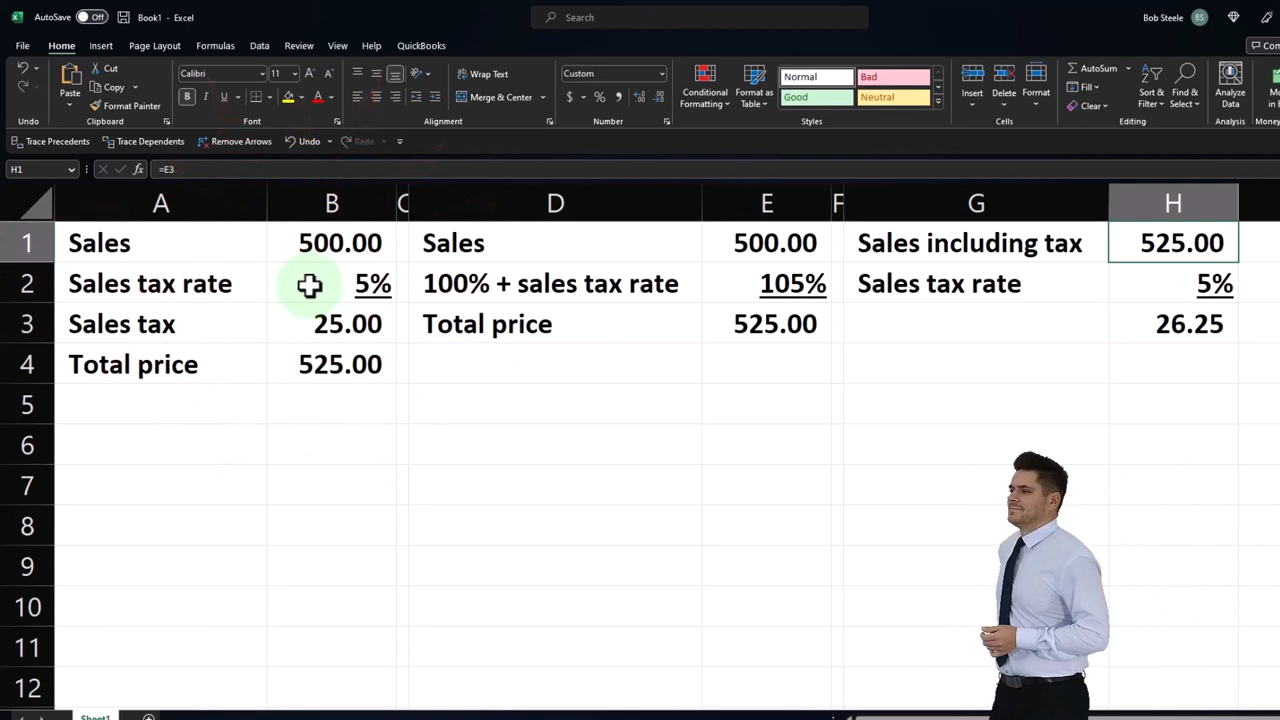 AutoSave Off Book1 - Excel Search Bob Steele BS
File Home Insert Page Layout Formulas Data Review View Help QuickBooks
Paste Cut Copy Format Painter Calibri 11 Wrap Text Merge & Center Custom Conditional Formatting Format as Table Normal Bad Good Neutral Insert Delete Format AutoSum Fill Clear Sort & Filter Find & Select Analyze Data
Undo Clipboard Font Alignment Number Styles Cells Editing Analysis
Trace Precedents Trace Dependents Remove Arrows Undo Redo
H1 fx =E3
A B C D E F G H
1 Sales 500.00 Sales 500.00 Sales including tax 525.00
2 Sales tax rate 5% 100% + sales tax rate 105% Sales tax rate 5%
3 Sales tax 25.00 Total price 525.00 26.25
4 Total price 525.00
5
6
7
8
9
10
11
12
Sheet1